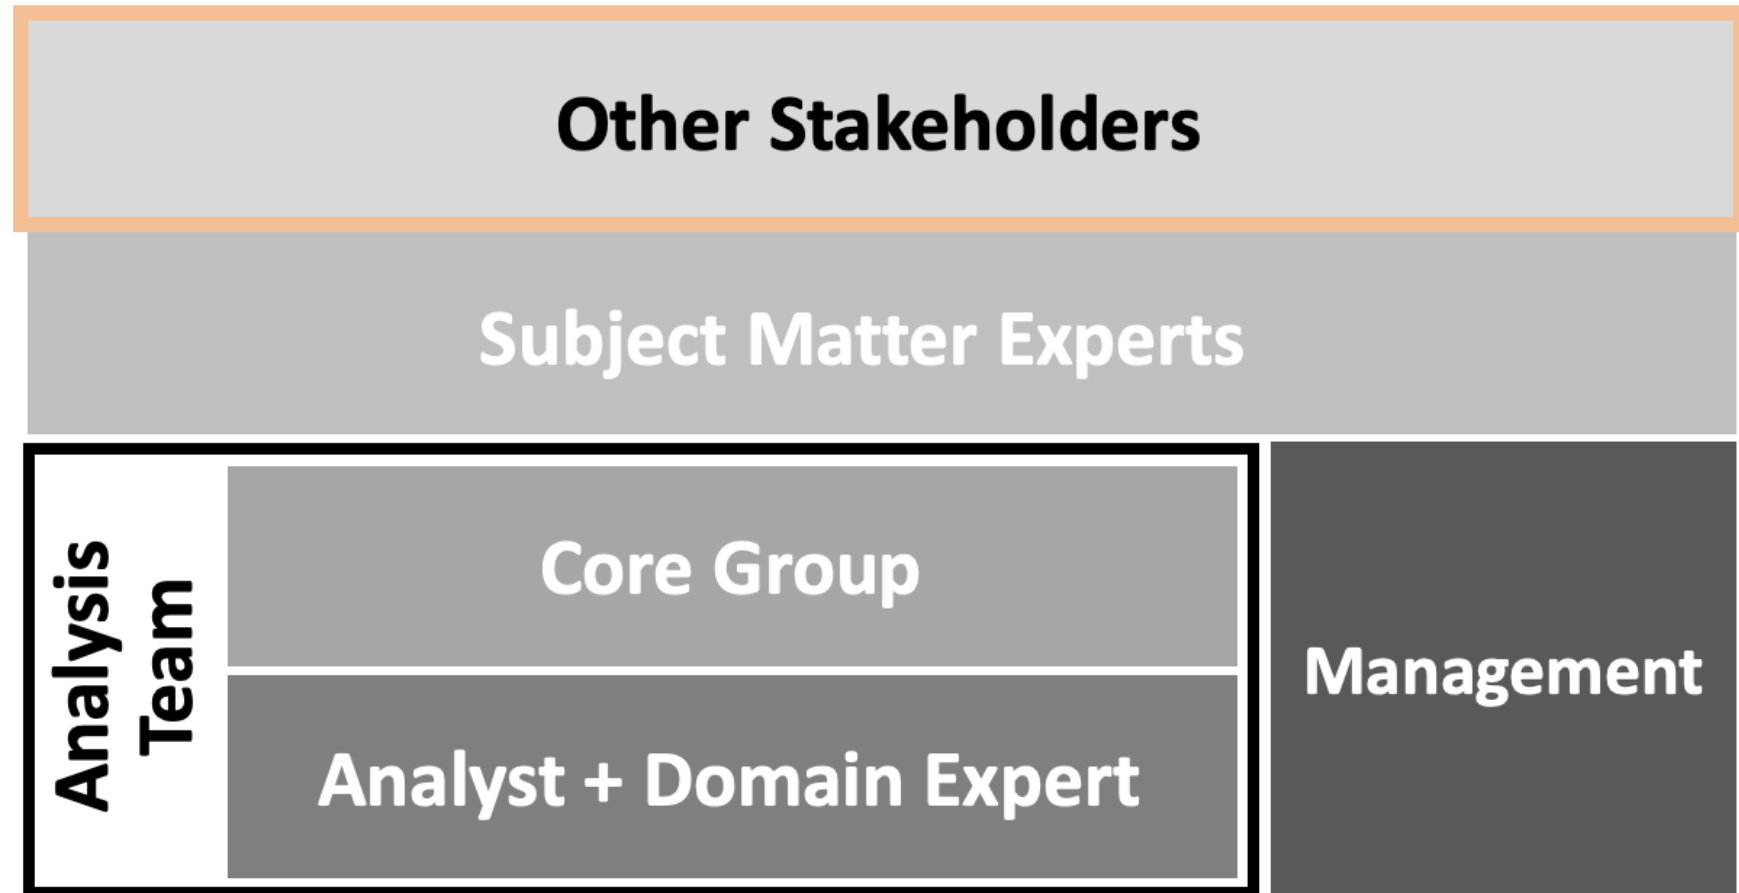 Other Stakeholders
Subject Matter Experts
Analysis
Team
Core Group
Analyst + Domain Expert
Management